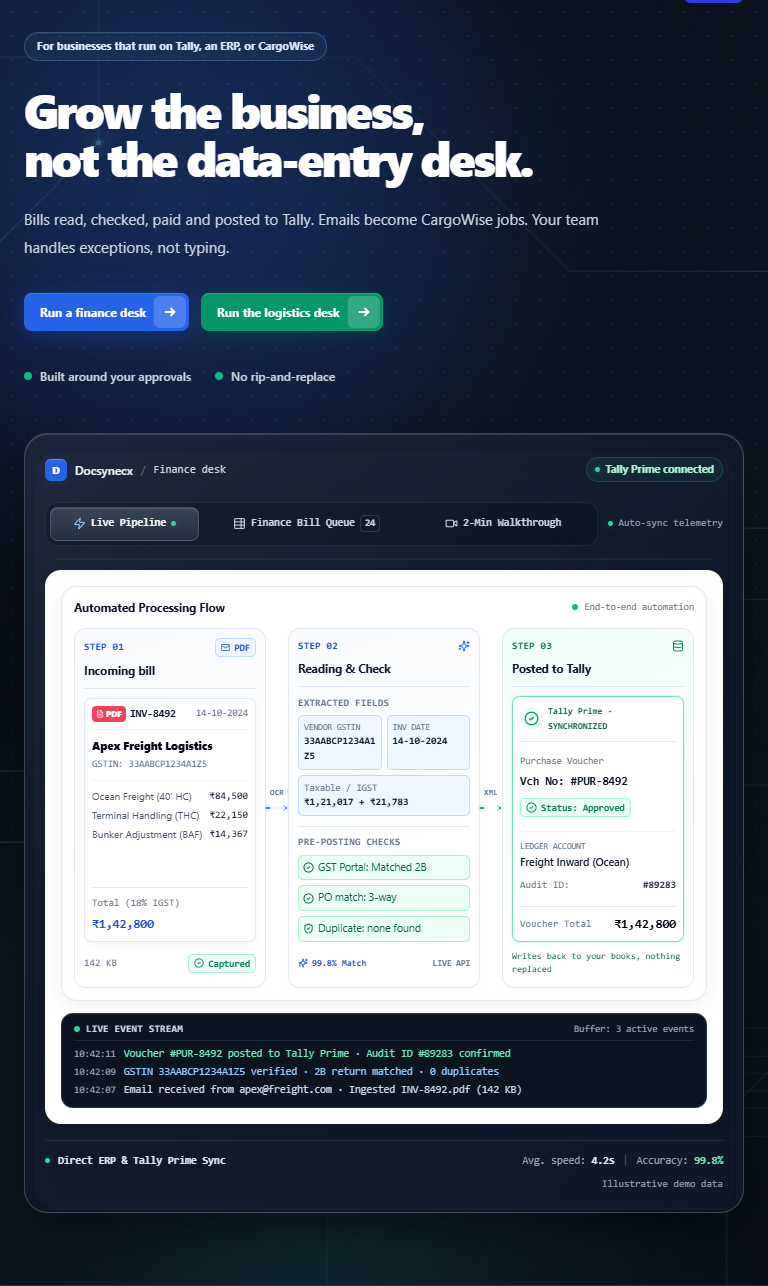 For businesses that run on Tally, an ERP, or CargoWise
Grow the business,
not the data-entry desk.
Bills read, checked, paid and posted to Tally. Emails become CargoWise jobs. Your team
handles exceptions, not typing.
Run a finance desk
Run the logistics desk
Built around your approvals
No rip-and-replace
D Docsynecx / Finance desk
Tally Prime connected
Live Pipeline
Finance Bill Queue 24
2-Min Walkthrough
Auto-sync telemetry
Automated Processing Flow
End-to-end automation
STEP 01
PDF
Incoming bill
PDF INV-8492 14-10-2024
Apex Freight Logistics
GSTIN: 33AABCP1234A1Z5
Ocean Freight (40' HC) ₹84,500
Terminal Handling (THC) ₹22,150
Bunker Adjustment (BAF) ₹14,367
Total (18% IGST)
₹1,42,800
142 KB
Captured
OCR
STEP 02
Reading & Check
EXTRACTED FIELDS
VENDOR GSTIN
33AABCP1234A1
Z5
INV DATE
14-10-2024
Taxable / IGST
₹1,21,017 + ₹21,783
PRE-POSTING CHECKS
GST Portal: Matched 2B
PO match: 3-way
Duplicate: none found
99.8% Match
LIVE API
XML
STEP 03
Posted to Tally
Tally Prime ·
SYNCHRONIZED
Purchase Voucher
Vch No: #PUR-8492
Status: Approved
LEDGER ACCOUNT
Freight Inward (Ocean)
Audit ID: #89283
Voucher Total ₹1,42,800
Writes back to your books, nothing
replaced
LIVE EVENT STREAM
Buffer: 3 active events
10:42:11 Voucher #PUR-8492 posted to Tally Prime · Audit ID #89283 confirmed
10:42:09 GSTIN 33AABCP1234A1Z5 verified · 2B return matched · 0 duplicates
10:42:07 Email received from apex@freight.com · Ingested INV-8492.pdf (142 KB)
Direct ERP & Tally Prime Sync
Avg. speed: 4.2s | Accuracy: 99.8%
Illustrative demo data